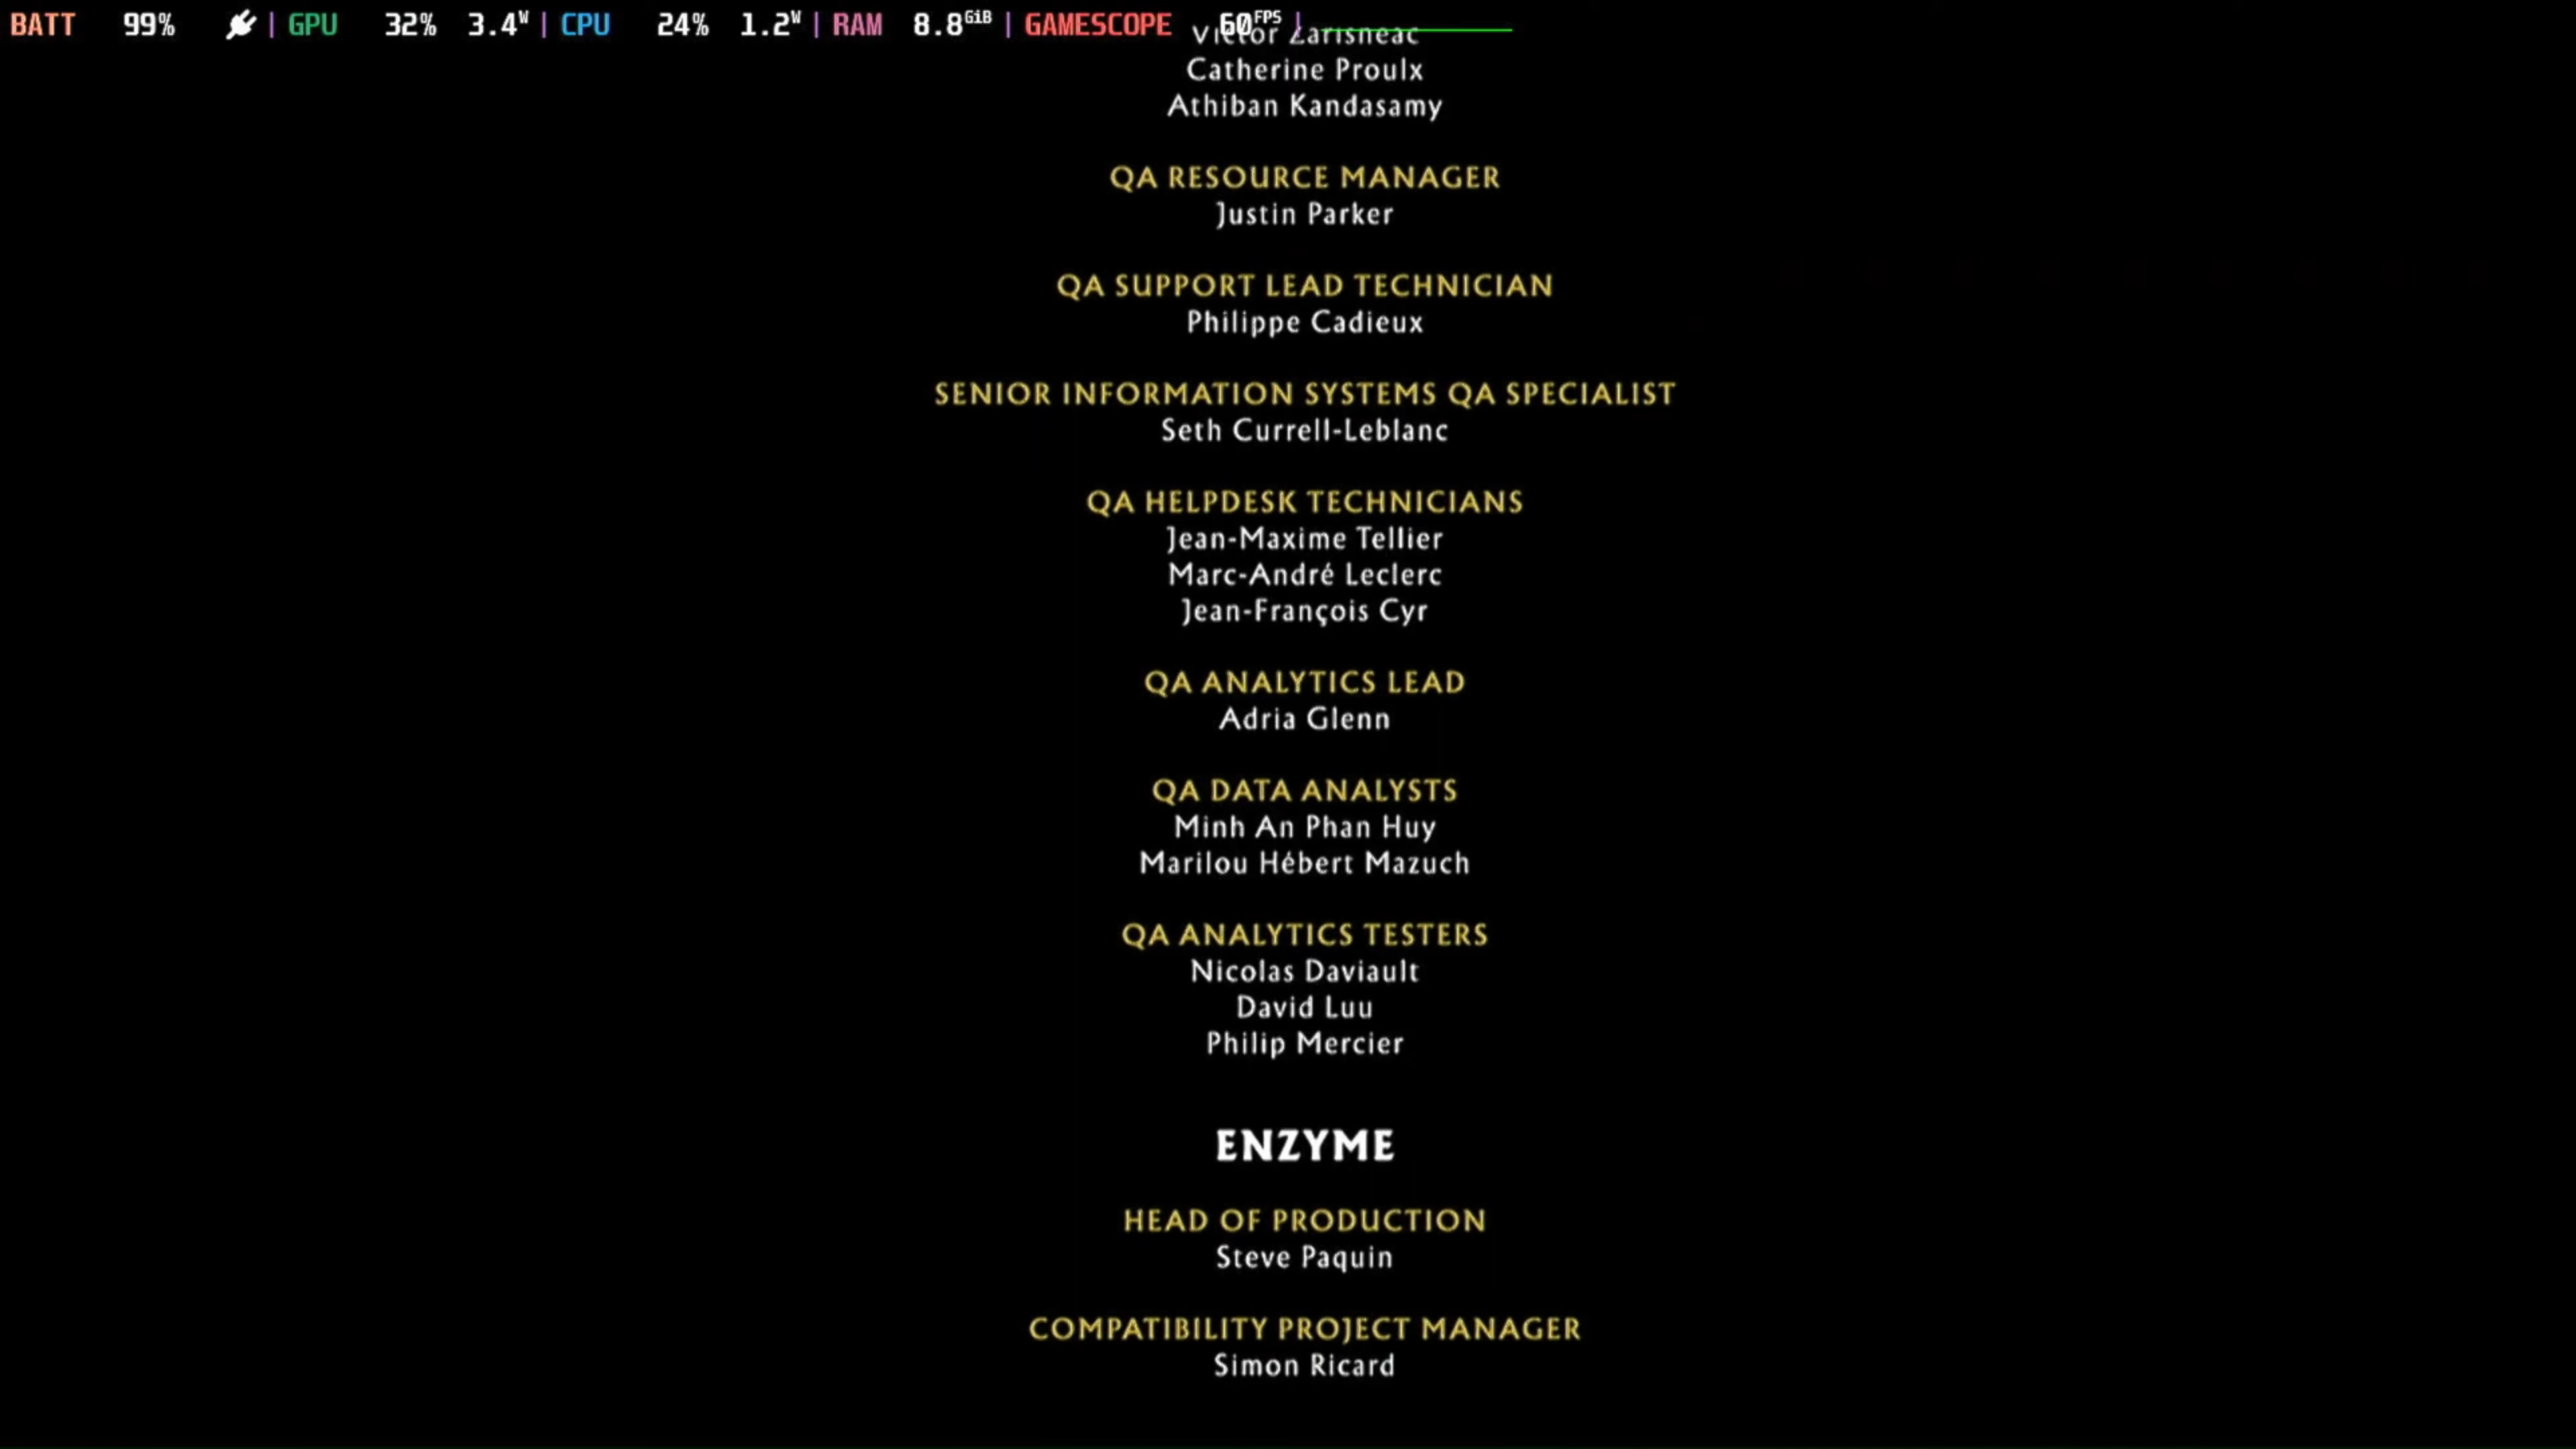 BATT 99% | GPU 32% 3.4W | CPU 24% 1.2W | RAM 8.8GiB | GAMESCOPE 60FPS |
Victor Zarisneac
Catherine Proulx
Athiban Kandasamy
QA RESOURCE MANAGER
Justin Parker
QA SUPPORT LEAD TECHNICIAN
Philippe Cadieux
SENIOR INFORMATION SYSTEMS QA SPECIALIST
Seth Currell-Leblanc
QA HELPDESK TECHNICIANS
Jean-Maxime Tellier
Marc-André Leclerc
Jean-François Cyr
QA ANALYTICS LEAD
Adria Glenn
QA DATA ANALYSTS
Minh An Phan Huy
Marilou Hébert Mazuch
QA ANALYTICS TESTERS
Nicolas Daviault
David Luu
Philip Mercier
ENZYME
HEAD OF PRODUCTION
Steve Paquin
COMPATIBILITY PROJECT MANAGER
Simon Ricard